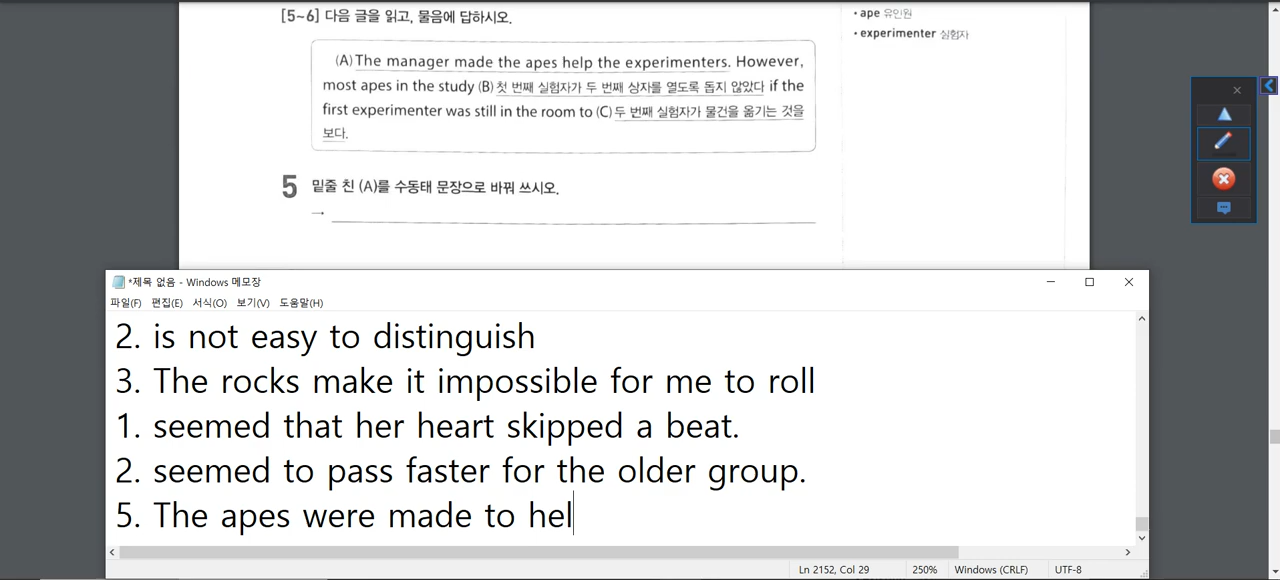 [5~6] 다음 글을 읽고, 물음에 답하시오.
• ape 유인원
• experimenter 실험자
(A) The manager made the apes help the experimenters. However,
most apes in the study (B) 첫 번째 실험자가 두 번째 상자를 열도록 돕지 않았다 if the
first experimenter was still in the room to (C) 두 번째 실험자가 물건을 옮기는 것을
보다.
5 밑줄 친 (A)를 수동태 문장으로 바꿔 쓰시오.
→
*제목 없음 - Windows 메모장
파일(F) 편집(E) 서식(O) 보기(V) 도움말(H)
2. is not easy to distinguish
3. The rocks make it impossible for me to roll
1. seemed that her heart skipped a beat.
2. seemed to pass faster for the older group.
5. The apes were made to hel
Ln 2152, Col 29 250% Windows (CRLF) UTF-8